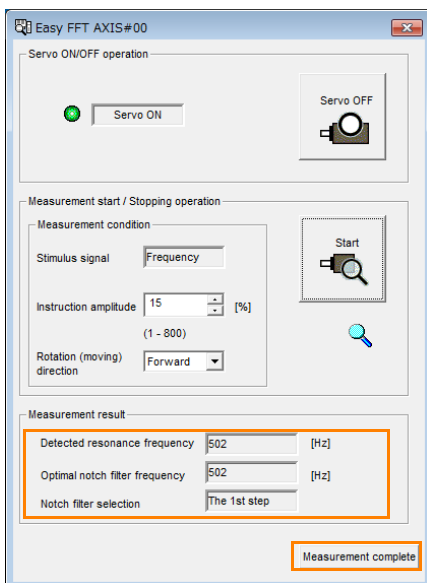 Easy FFT AXIS#00
Servo ON/OFF operation
Servo ON
Servo OFF
Measurement start / Stopping operation
Measurement condition
Stimulus signal Frequency
Start
Instruction amplitude 15 [%]
(1 - 800)
Rotation (moving)
direction Forward
Measurement result
Detected resonance frequency 502 [Hz]
Optimal notch filter frequency 502 [Hz]
Notch filter selection The 1st step
Measurement complete